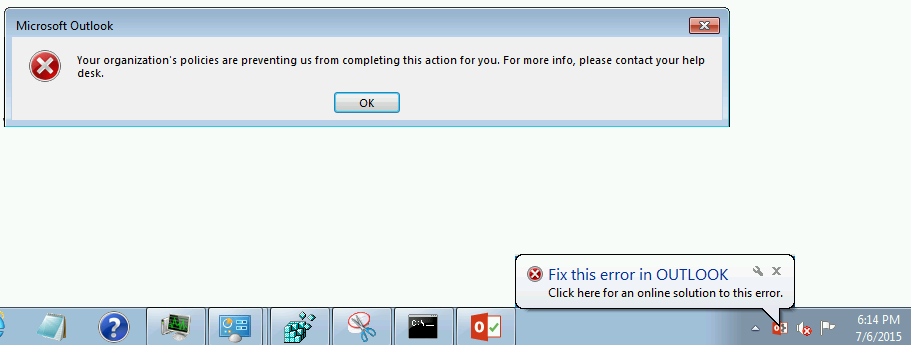 Microsoft Outlook
Your organization's policies are preventing us from completing this action for you. For more info, please contact your help
desk.
OK
Fix this error in OUTLOOK
Click here for an online solution to this error.
C:\_
6:14 PM
7/6/2015